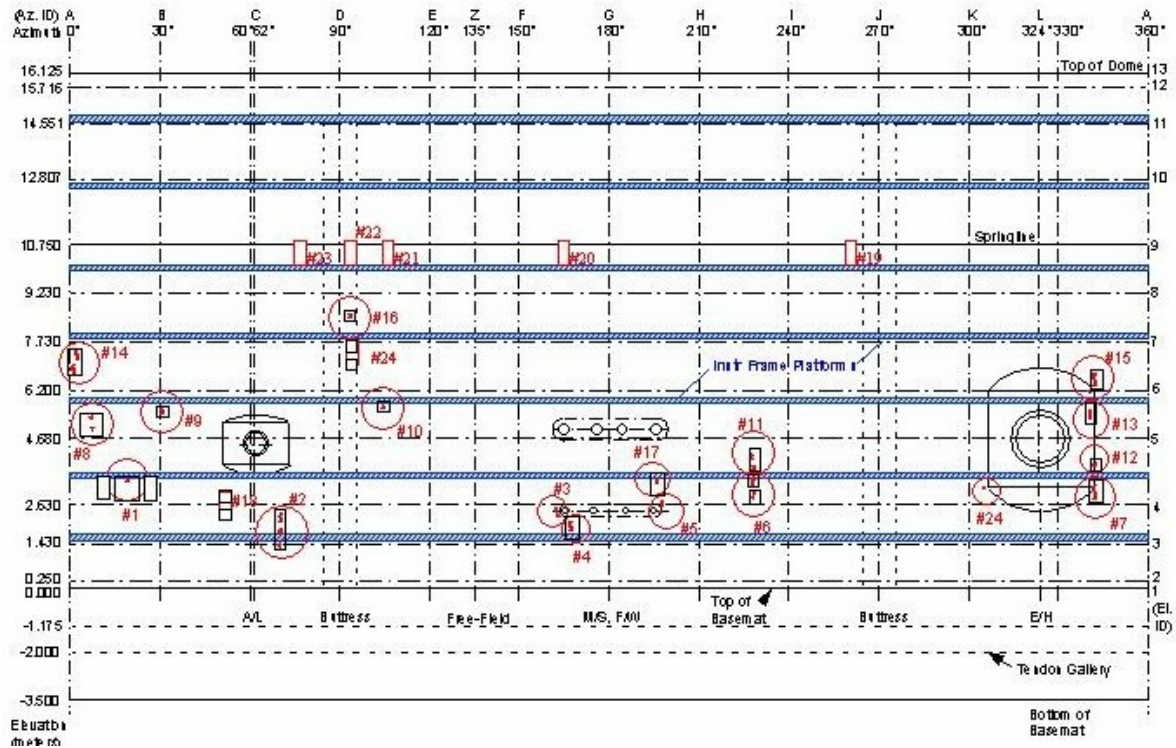 (Az. ID) A B C D E Z F G H I J K L A
Azimuth 0° 30° 60° 62° 90° 120° 135° 150° 180° 210° 240° 270° 300° 324° 330° 360°
16.125 Top of Dome 13
15.716 12
14.551 11
12.807 10
10.750 #23 #22 #21 #20 #19 Springline 9
9.230 8
#16
7.730 7
#14 #24 Instr Frame Platforms #15
6.200 6
#9 #10 #13
4.680 #8 #11 5
#17 #12
#1 #18 #2 #3 #5 #6 #24 #7
2.630 4
#4
1.430 3
0.250 2
0.000 1
A/L Buttress Free-Field M/S, F/W Top of Buttress E/H (El.
Basemat ID)
-1.175
-2.000 Tendon Gallery
-3.500
Elevation Bottom of
(meters) Basemat